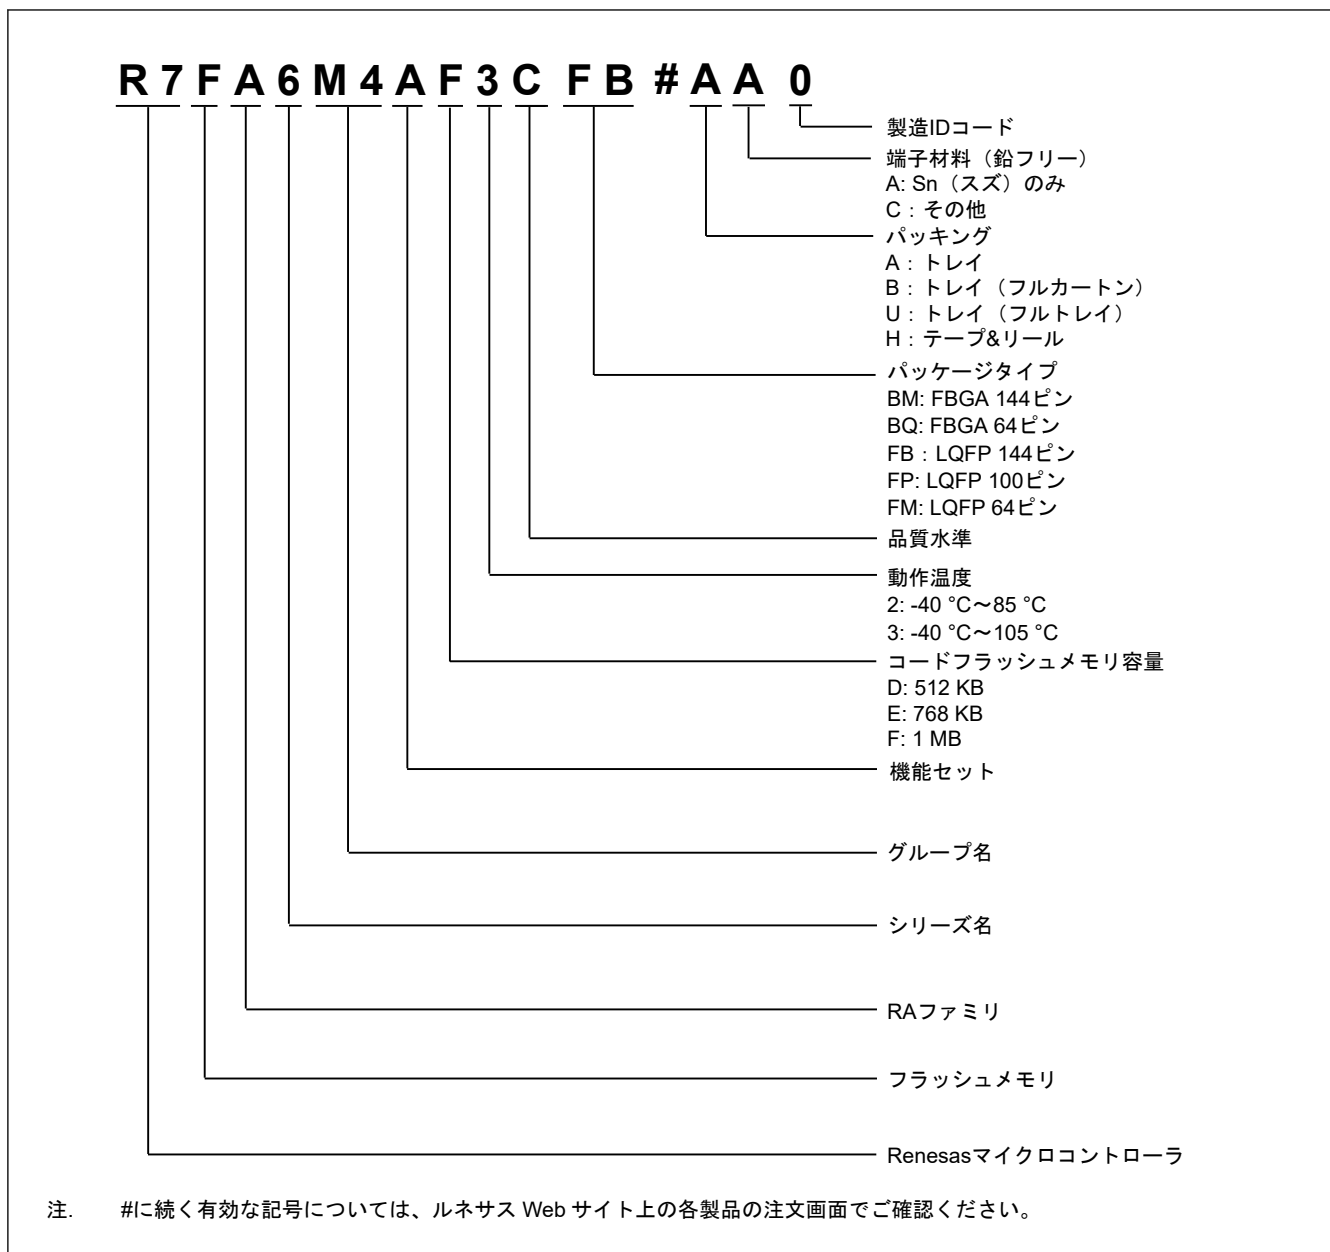 R7FA6M4AF3CFB#AA0
製造IDコード
端子材料（鉛フリー）
A: Sn（スズ）のみ
C：その他
パッキング
A：トレイ
B：トレイ（フルカートン）
U：トレイ（フルトレイ）
H：テープ&リール
パッケージタイプ
BM: FBGA 144ピン
BQ: FBGA 64ピン
FB：LQFP 144ピン
FP: LQFP 100ピン
FM: LQFP 64ピン
品質水準
動作温度
2: -40 °C～85 °C
3: -40 °C～105 °C
コードフラッシュメモリ容量
D: 512 KB
E: 768 KB
F: 1 MB
機能セット
グループ名
シリーズ名
RAファミリ
フラッシュメモリ
Renesasマイクロコントローラ
注. #に続く有効な記号については、ルネサス Web サイト上の各製品の注文画面でご確認ください。